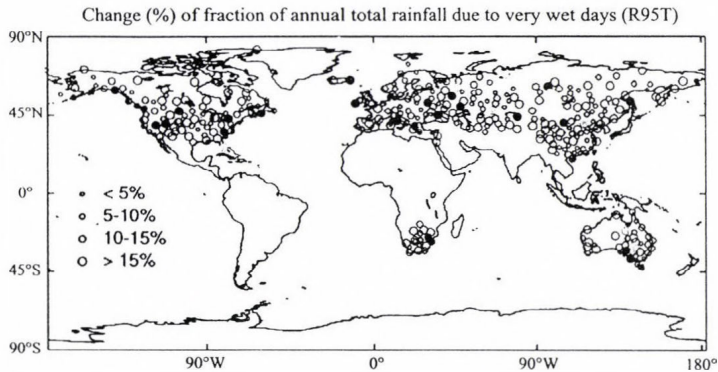 Change (%) of fraction of annual total rainfall due to very wet days (R95T)
90°N
45°N
0°
< 5%
5-10%
10-15%
> 15%
45°S
90°S
90°W
0°
90°W
180°